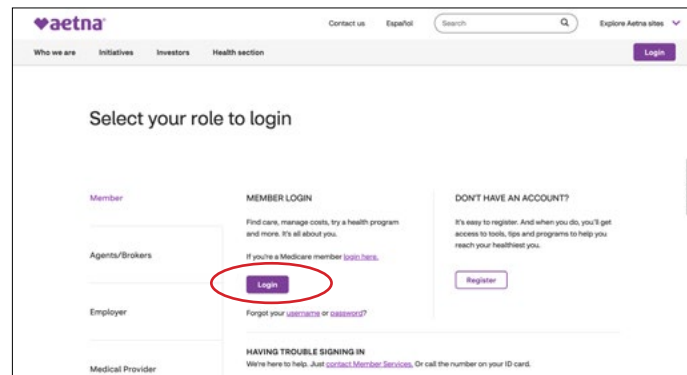 aetna
Contact us Español Search Explore Aetna sites
Who we are Initiatives Investors Health section Login
Select your role to login
Member
Agents/Brokers
Employer
Medical Provider
MEMBER LOGIN
Find care, manage costs, try a health program
and more. It's all about you.
If you're a Medicare member login here.
Login
Forgot your username or password?
DON'T HAVE AN ACCOUNT?
It's easy to register. And when you do, you'll get
access to tools, tips and programs to help you
reach your healthiest you.
Register
HAVING TROUBLE SIGNING IN
We're here to help. Just contact Member Services. Or call the number on your ID card.